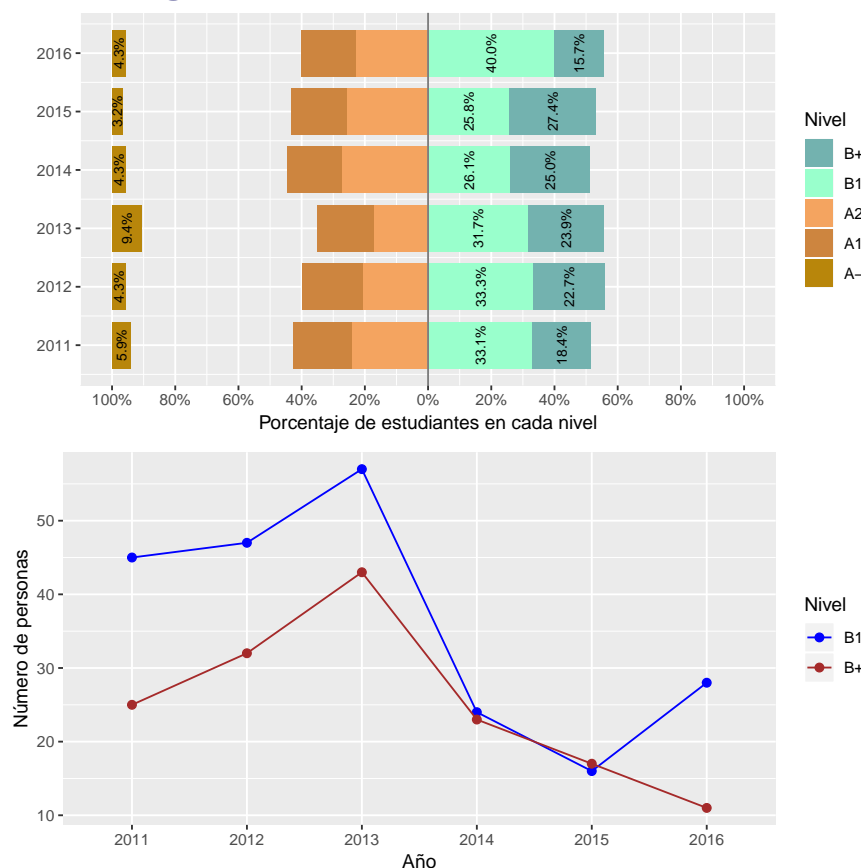 2016
4.3%
40.0%
15.7%
2015
3.2%
25.8%
27.4%
2014
4.3%
26.1%
25.0%
2013
9.4%
31.7%
23.9%
2012
4.3%
33.3%
22.7%
2011
5.9%
33.1%
18.4%
100% 80% 60% 40% 20% 0% 20% 40% 60% 80% 100%
Porcentaje de estudiantes en cada nivel
Nivel
B+
B1
A2
A1
A−
Número de personas
50
40
30
20
10
2011 2012 2013 2014 2015 2016
Año
Nivel
B1
B+